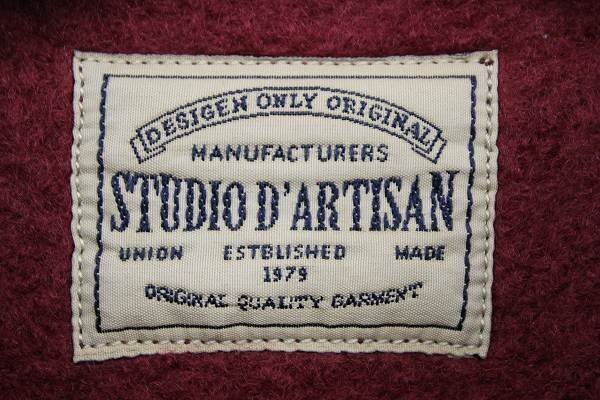 DESIGEN ONLY ORIGINAL
MANUFACTURERS
STUDIO D'ARTISAN
UNION ESTBLISHED MADE
1979
ORIGINAL QUALITY GARMENT